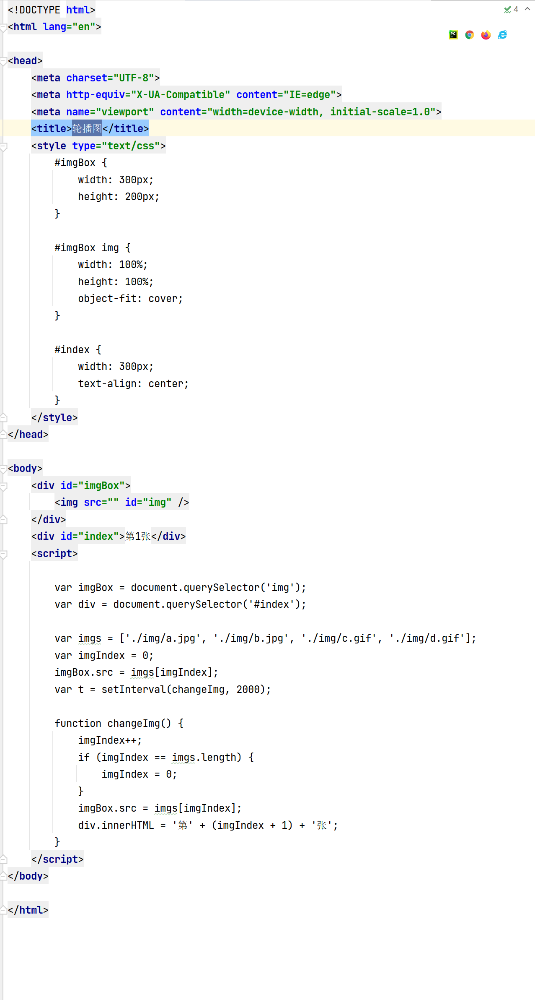 <!DOCTYPE html>
4
<html lang="en">
PC
<head>
    <meta charset="UTF-8">
    <meta http-equiv="X-UA-Compatible" content="IE=edge">
    <meta name="viewport" content="width=device-width, initial-scale=1.0">
    <title>轮播图</title>
    <style type="text/css">
        #imgBox {
            width: 300px;
            height: 200px;
        }
        #imgBox img {
            width: 100%;
            height: 100%;
            object-fit: cover;
        }
        #index {
            width: 300px;
            text-align: center;
        }
    </style>
</head>
<body>
    <div id="imgBox">
        <img src="" id="img" />
    </div>
    <div id="index">第1张</div>
    <script>
        var imgBox = document.querySelector('img');
        var div = document.querySelector('#index');
        var imgs = ['./img/a.jpg', './img/b.jpg', './img/c.gif', './img/d.gif'];
        var imgIndex = 0;
        imgBox.src = imgs[imgIndex];
        var t = setInterval(changeImg, 2000);
        function changeImg() {
            imgIndex++;
            if (imgIndex == imgs.length) {
                imgIndex = 0;
            }
            imgBox.src = imgs[imgIndex];
            div.innerHTML = '第' + (imgIndex + 1) + '张';
        }
    </script>
</body>
</html>